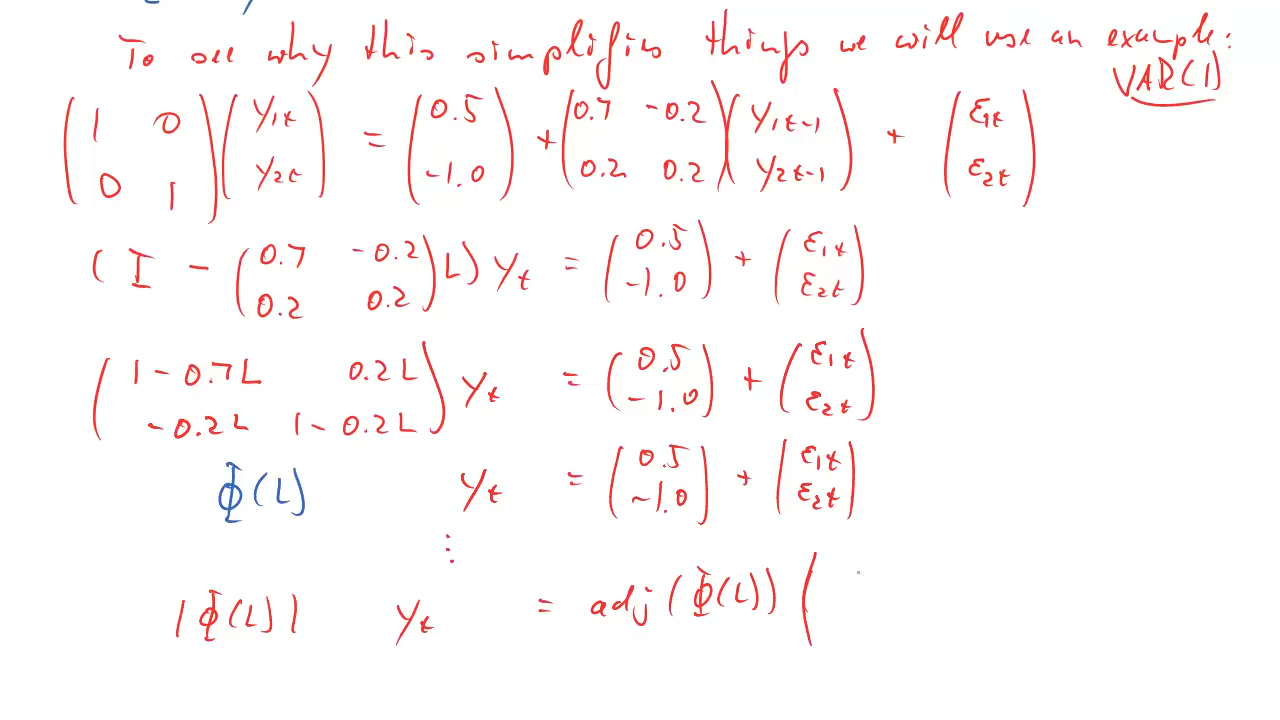 To see why this simplifies things we will use an example:
VAR(1)
( 1 0 ; 0 1 ) ( y1t ; y2t ) = ( 0.5 ; -1.0 ) + ( 0.7 -0.2 ; 0.2 0.2 ) ( y1t-1 ; y2t-1 ) + ( ε1t ; ε2t )
( I - ( 0.7 -0.2 ; 0.2 0.2 ) L ) yt = ( 0.5 ; -1.0 ) + ( ε1t ; ε2t )
( 1-0.7L 0.2L ; -0.2L 1-0.2L ) yt = ( 0.5 ; -1.0 ) + ( ε1t ; ε2t )
Φ(L) yt = ( 0.5 ; -1.0 ) + ( ε1t ; ε2t )
⋮
|Φ(L)| yt = adj (Φ(L)) (